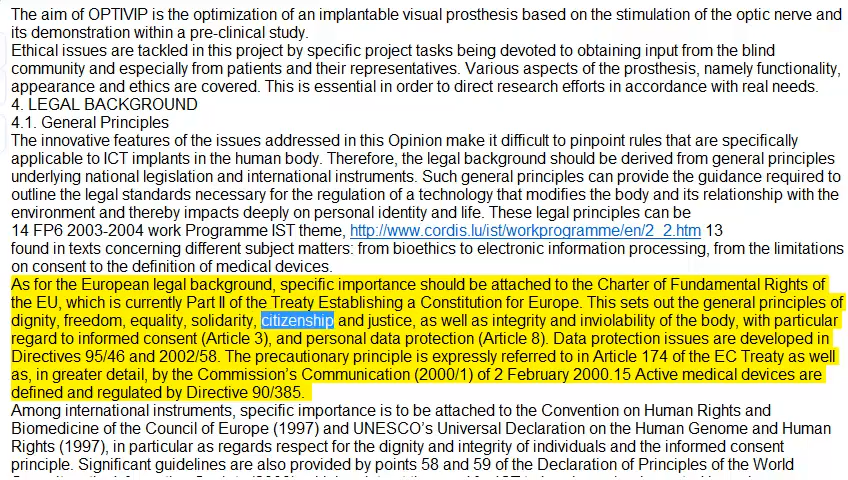 The aim of OPTIVIP is the optimization of an implantable visual prosthesis based on the stimulation of the optic nerve and
its demonstration within a pre-clinical study.
Ethical issues are tackled in this project by specific project tasks being devoted to obtaining input from the blind
community and especially from patients and their representatives. Various aspects of the prosthesis, namely functionality,
appearance and ethics are covered. This is essential in order to direct research efforts in accordance with real needs.
4. LEGAL BACKGROUND
4.1. General Principles
The innovative features of the issues addressed in this Opinion make it difficult to pinpoint rules that are specifically
applicable to ICT implants in the human body. Therefore, the legal background should be derived from general principles
underlying national legislation and international instruments. Such general principles can provide the guidance required to
outline the legal standards necessary for the regulation of a technology that modifies the body and its relationship with the
environment and thereby impacts deeply on personal identity and life. These legal principles can be
14 FP6 2003-2004 work Programme IST theme, http://www.cordis.lu/ist/workprogramme/en/2_2.htm 13
found in texts concerning different subject matters: from bioethics to electronic information processing, from the limitations
on consent to the definition of medical devices.
As for the European legal background, specific importance should be attached to the Charter of Fundamental Rights of
the EU, which is currently Part II of the Treaty Establishing a Constitution for Europe. This sets out the general principles of
dignity, freedom, equality, solidarity, citizenship and justice, as well as integrity and inviolability of the body, with particular
regard to informed consent (Article 3), and personal data protection (Article 8). Data protection issues are developed in
Directives 95/46 and 2002/58. The precautionary principle is expressly referred to in Article 174 of the EC Treaty as well
as, in greater detail, by the Commission's Communication (2000/1) of 2 February 2000.15 Active medical devices are
defined and regulated by Directive 90/385.
Among international instruments, specific importance is to be attached to the Convention on Human Rights and
Biomedicine of the Council of Europe (1997) and UNESCO's Universal Declaration on the Human Genome and Human
Rights (1997), in particular as regards respect for the dignity and integrity of individuals and the informed consent
principle. Significant guidelines are also provided by points 58 and 59 of the Declaration of Principles of the World